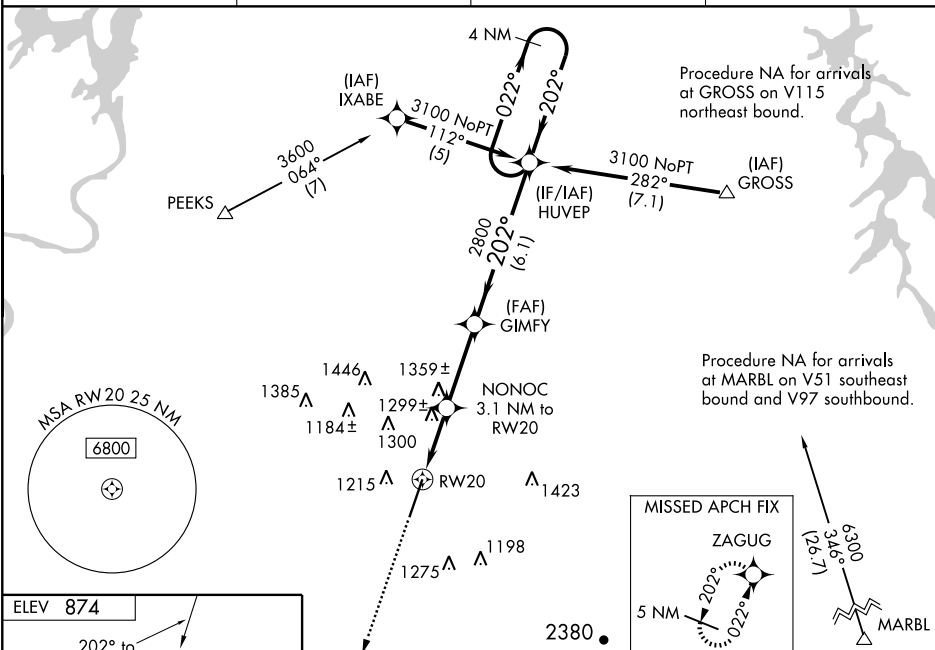 4 NM
022°
202°
(IAF)
IXABE
3100 NoPT
112°
(5)
Procedure NA for arrivals
at GROSS on V115
northeast bound.
3600
064°
(7)
PEEKS
3100 NoPT
282°
(7.1)
(IAF)
GROSS
(IF/IAF)
HUVEP
2800
202°
(6.1)
(FAF)
GIMFY
1446
1359±
1385
1299±
1184±
1300
NONOC
3.1 NM to
RW20
Procedure NA for arrivals
at MARBL on V51 southeast
bound and V97 southbound.
MSA RW 20 25 NM
6800
1215
RW20
1423
MISSED APCH FIX
ZAGUG
202°
022°
5 NM
6300
346°
(26.7)
MARBL
1275
1198
2380
ELEV 874
202° to